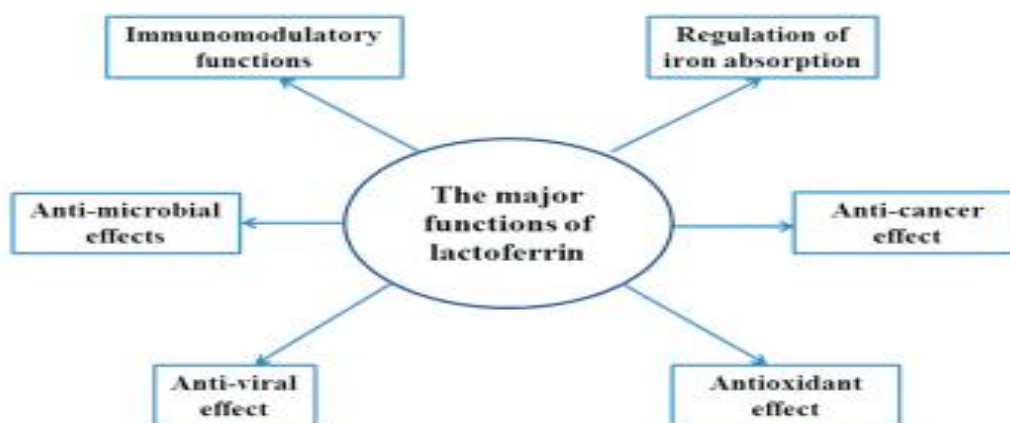 Immunomodulatory
functions
Regulation of
iron absorption
The major
functions of
lactoferrin
Anti-microbial
effects
Anti-cancer
effect
Anti-viral
effect
Antioxidant
effect